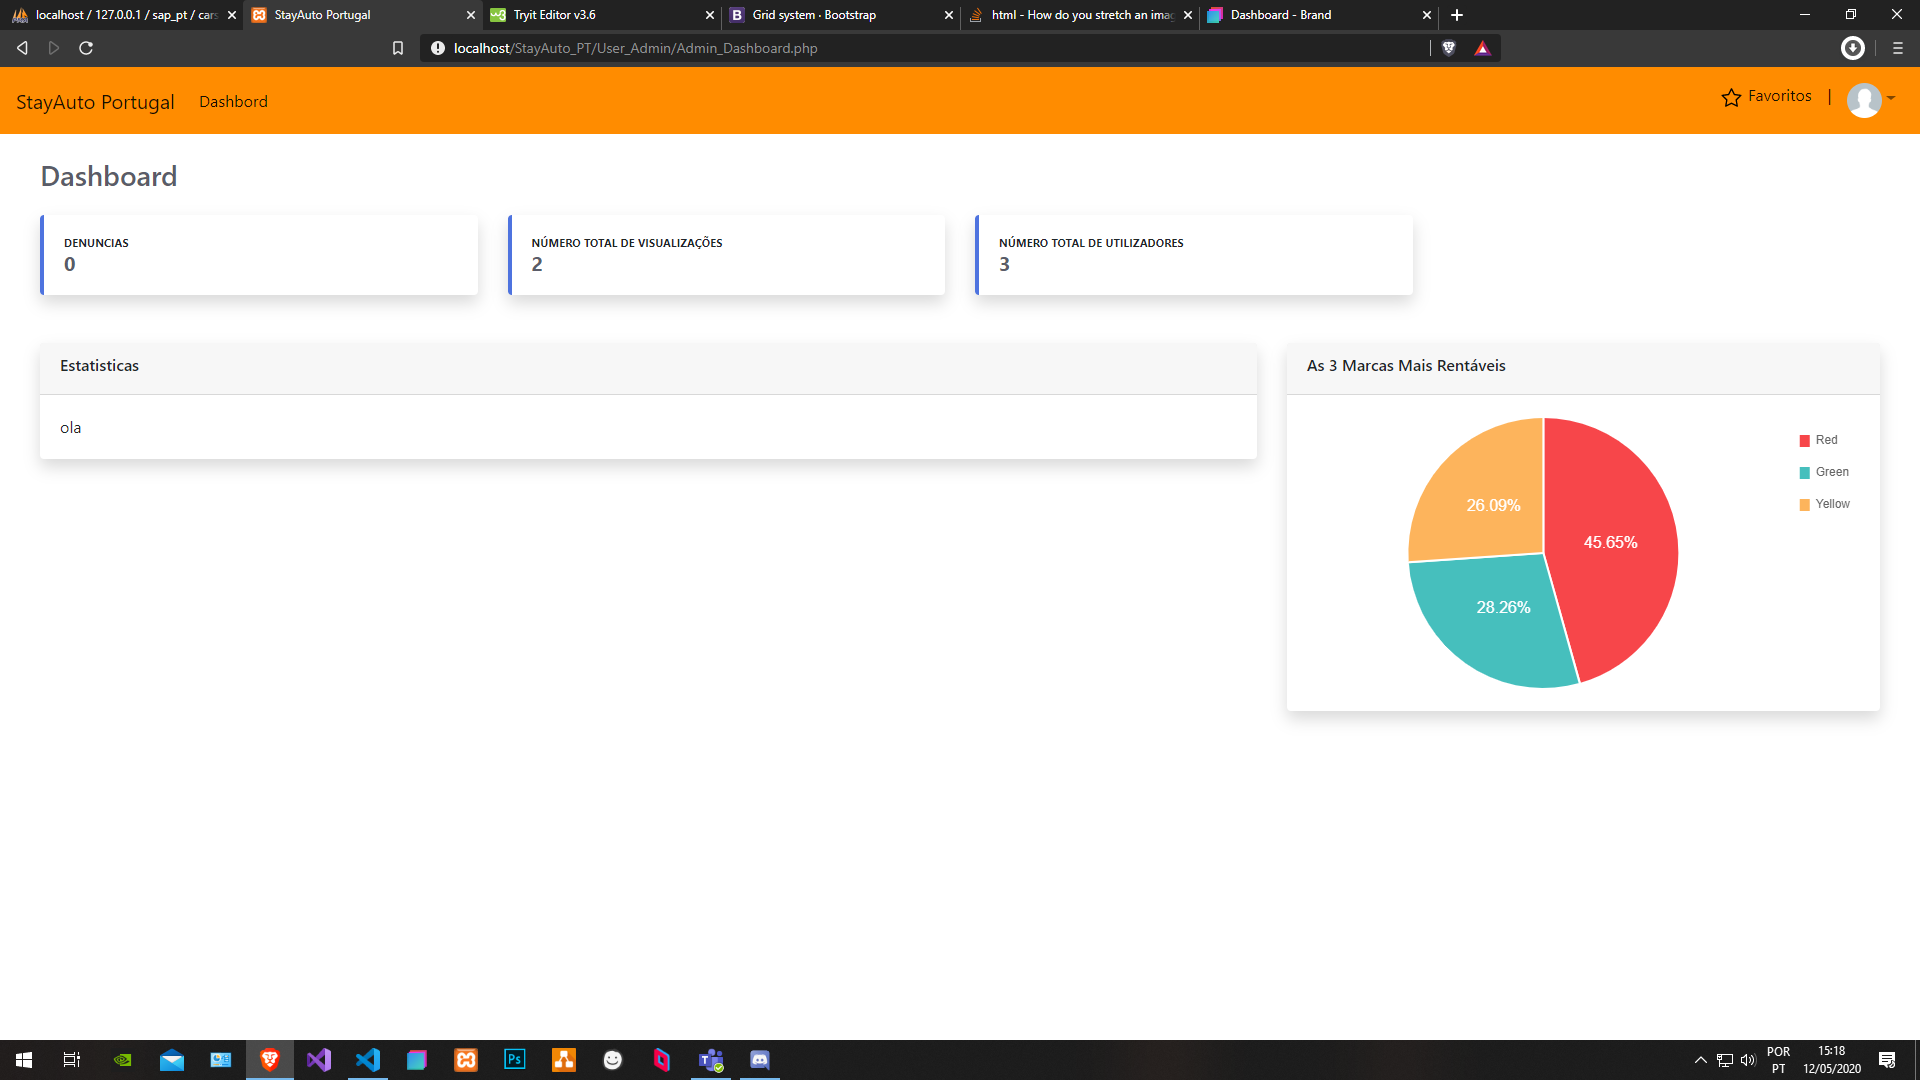 localhost / 127.0.0.1 / sap_pt / cars
StayAuto Portugal
Tryit Editor v3.6
Grid system · Bootstrap
html - How do you stretch an imag
Dashboard - Brand
localhost/StayAuto_PT/User_Admin/Admin_Dashboard.php
StayAuto Portugal
Dashbord
Favoritos |
Dashboard
DENUNCIAS
0
NÚMERO TOTAL DE VISUALIZAÇÕES
2
NÚMERO TOTAL DE UTILIZADORES
3
Estatisticas
ola
As 3 Marcas Mais Rentáveis
Red
Green
Yellow
26.09%
45.65%
28.26%
POR
PT
15:18
12/05/2020